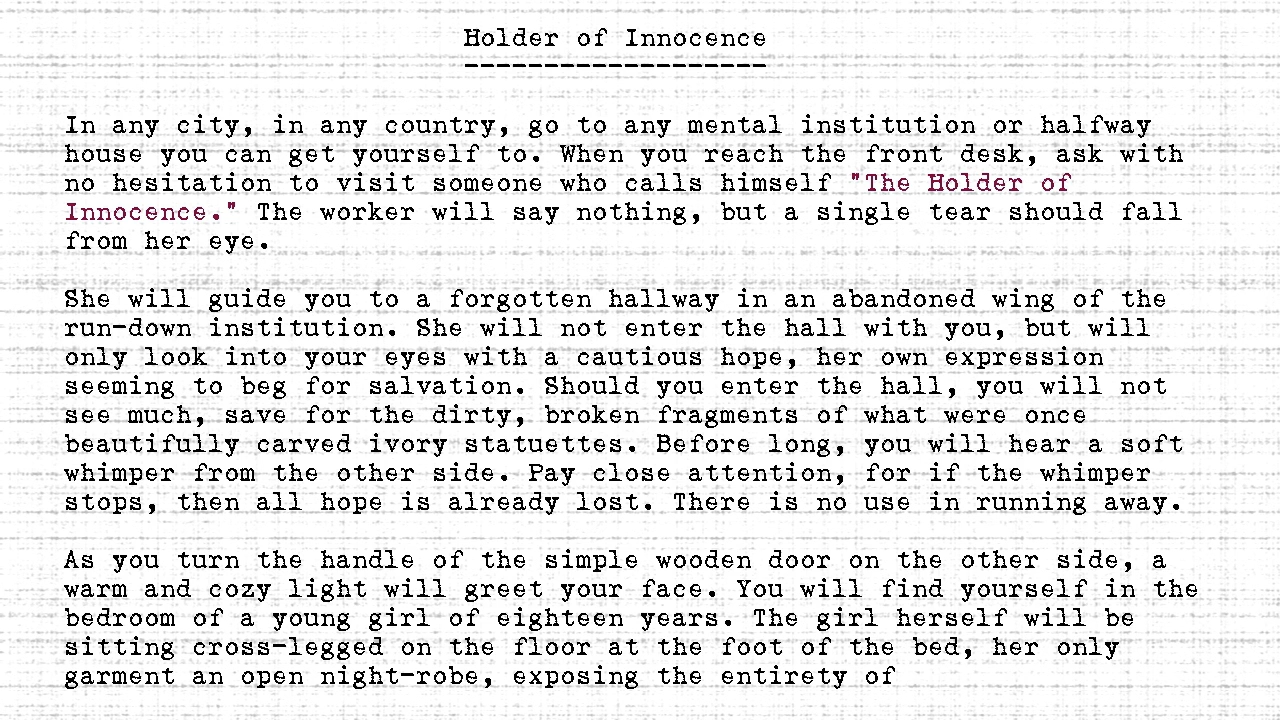 Holder of Innocence
-------------------
In any city, in any country, go to any mental institution or halfway
house you can get yourself to. When you reach the front desk, ask with
no hesitation to visit someone who calls himself "The Holder of
Innocence." The worker will say nothing, but a single tear should fall
from her eye.
She will guide you to a forgotten hallway in an abandoned wing of the
run-down institution. She will not enter the hall with you, but will
only look into your eyes with a cautious hope, her own expression
seeming to beg for salvation. Should you enter the hall, you will not
see much, save for the dirty, broken fragments of what were once
beautifully carved ivory statuettes. Before long, you will hear a soft
whimper from the other side. Pay close attention, for if the whimper
stops, then all hope is already lost. There is no use in running away.
As you turn the handle of the simple wooden door on the other side, a
warm and cozy light will greet your face. You will find yourself in the
bedroom of a young girl of eighteen years. The girl herself will be
sitting cross-legged on the floor at the foot of the bed, her only
garment an open night-robe, exposing the entirety of